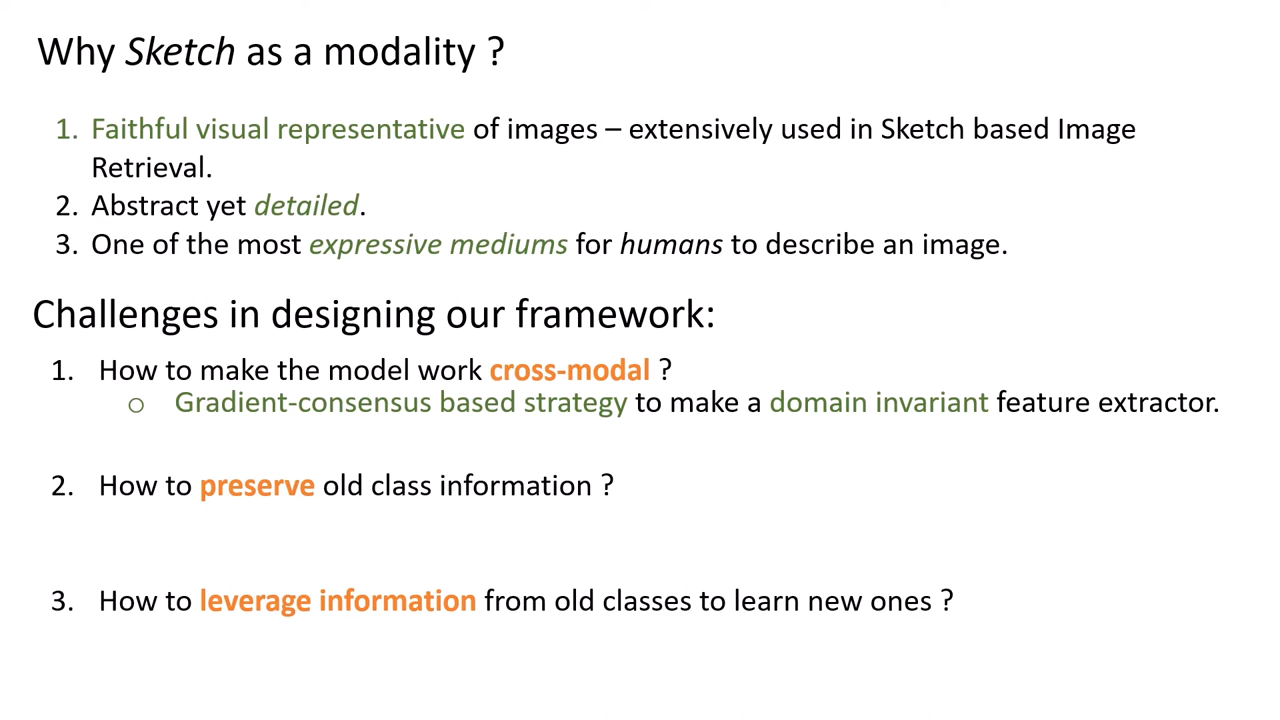 Why Sketch as a modality ?
1. Faithful visual representative of images – extensively used in Sketch based Image
Retrieval.
2. Abstract yet detailed.
3. One of the most expressive mediums for humans to describe an image.
Challenges in designing our framework:
1. How to make the model work cross-modal ?
o Gradient-consensus based strategy to make a domain invariant feature extractor.
2. How to preserve old class information ?
3. How to leverage information from old classes to learn new ones ?